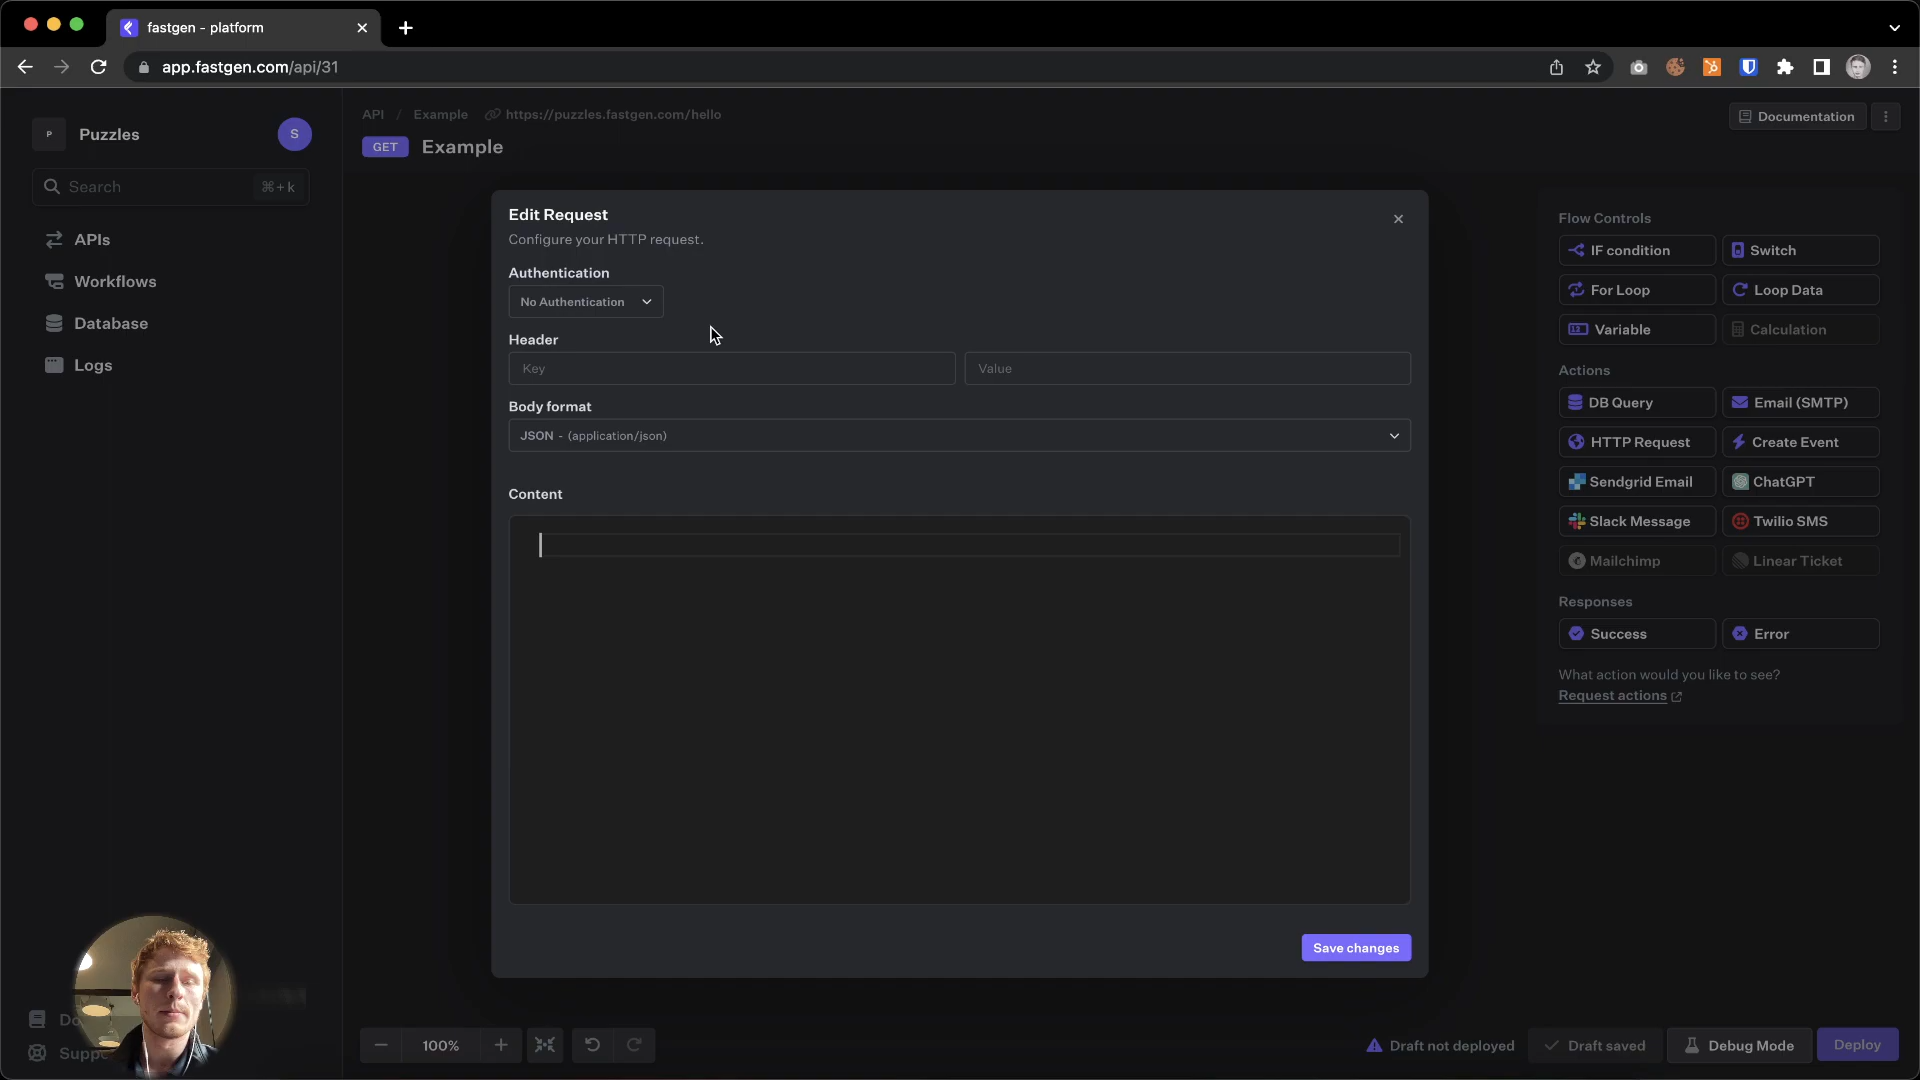 fastgen - platform
app.fastgen.com/api/31
P
Puzzles
S
Search
⌘+k
APIs
Workflows
Database
Logs
API / Example https://puzzles.fastgen.com/hello
GET Example
Documentation
Edit Request
Configure your HTTP request.
Authentication
No Authentication
Header
Key
Value
Body format
JSON - (application/json)
Content
Save changes
Flow Controls
IF condition
Switch
For Loop
Loop Data
Variable
Calculation
Actions
DB Query
Email (SMTP)
HTTP Request
Create Event
Sendgrid Email
ChatGPT
Slack Message
Twilio SMS
Mailchimp
Linear Ticket
Responses
Success
Error
What action would you like to see?
Request actions
100%
Draft not deployed
Draft saved
Debug Mode
Deploy